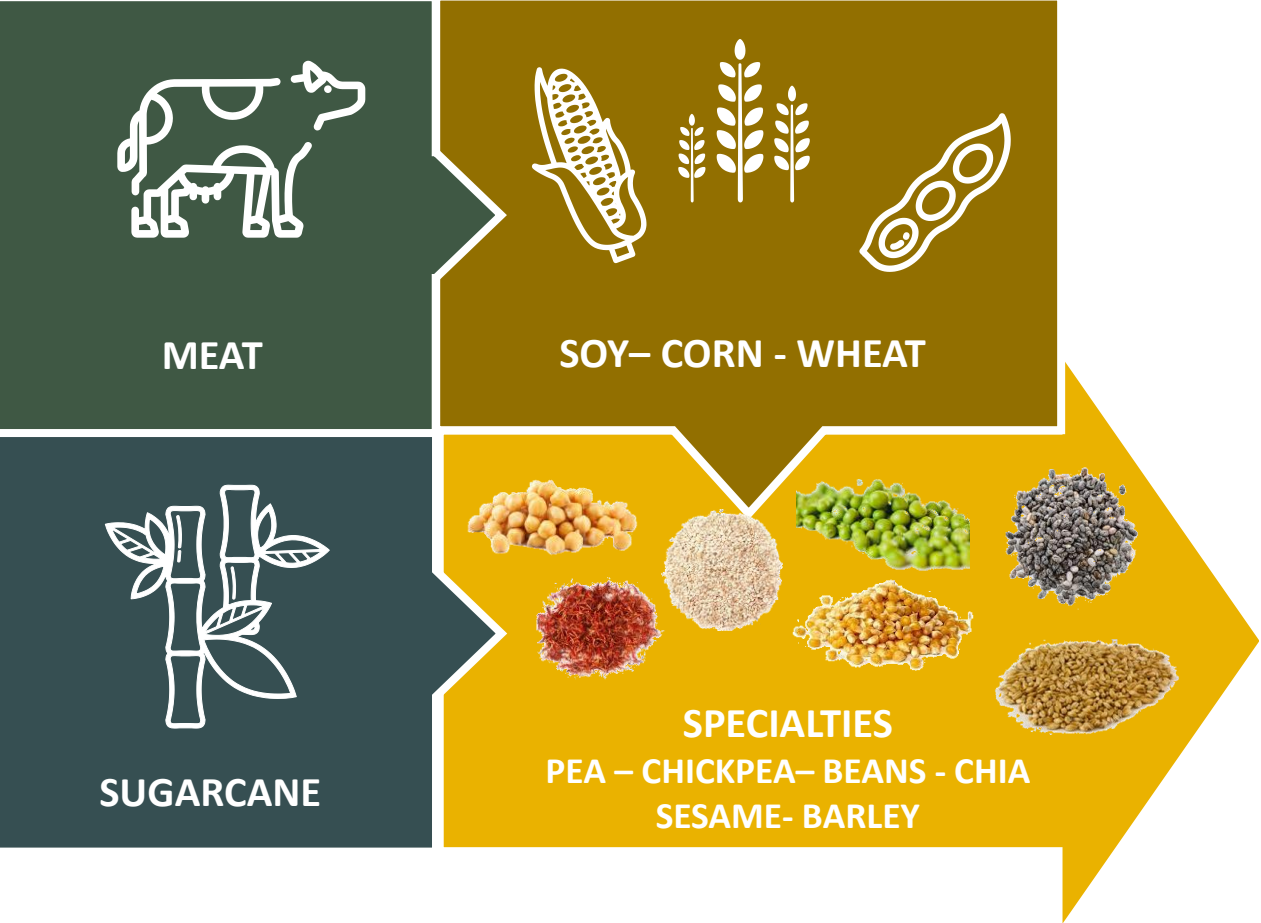 MEAT
SOY– CORN - WHEAT
SUGARCANE
SPECIALTIES
PEA – CHICKPEA– BEANS - CHIA
SESAME- BARLEY